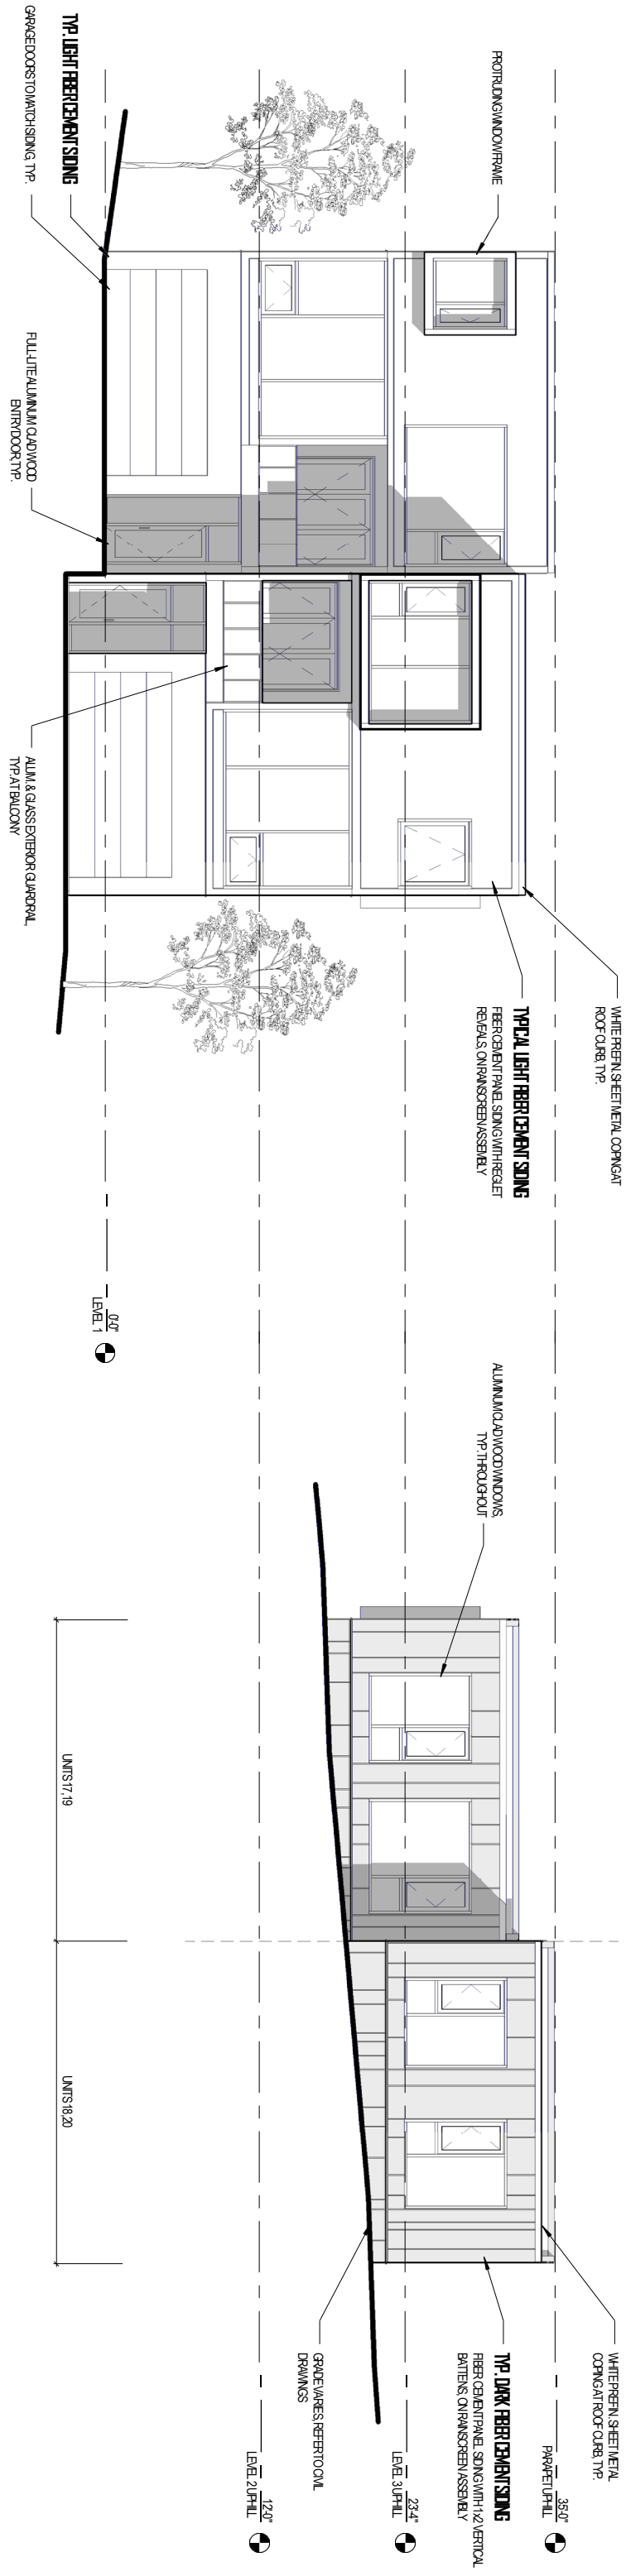 WHITE PREFIN. SHEET METAL COPING AT
ROOF CURB, TYP.
PROTRUDING WINDOW FRAME
TYPICAL LIGHT FIBER CEMENT SIDING
FIBER CEMENT PANEL SIDING WITH REGLET
REVEALS, ON RAINSCREEN ASSEMBLY
TYP. LIGHT FIBER CEMENT SIDING
GARAGE DOORS TO MATCH SIDING, TYP.
FULL-LITE ALUMINUM CLAD WOOD
ENTRY DOOR, TYP.
ALUM. & GLASS EXTERIOR GUARDRAIL,
TYP. AT BALCONY
0'-0"
LEVEL 1
WHITE PREFIN. SHEET METAL
COPING AT ROOF CURB, TYP.
35'-0"
PARAPET UPHILL
ALUMINUM CLAD WOOD WINDOWS,
TYP. THROUGHOUT
TYP. DARK FIBER CEMENT SIDING
FIBER CEMENT PANEL SIDING WITH 1x2 VERTICAL
BATTENS, ON RAINSCREEN ASSEMBLY
23'-4"
LEVEL 3 UPHILL
GRADE VARIES, REFER TO CIVIL
DRAWINGS
12'-0"
LEVEL 2 UPHILL
UNITS 17, 19
UNITS 18, 20